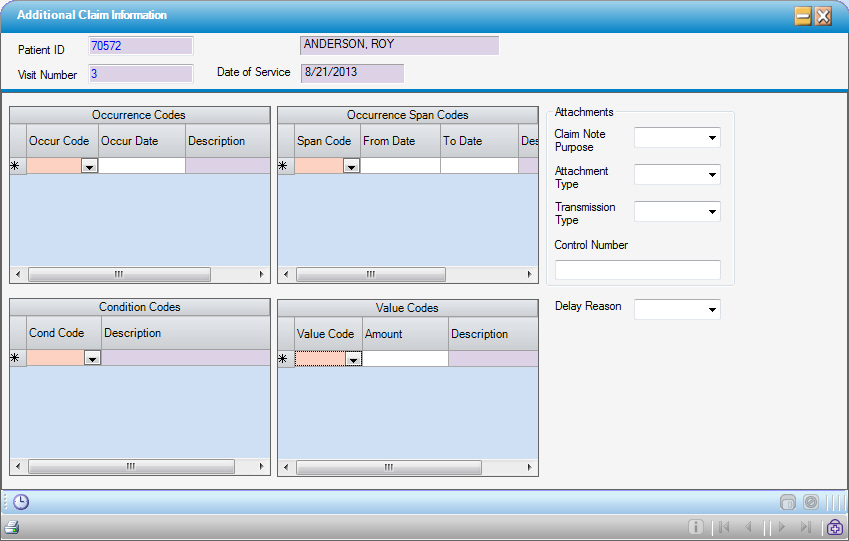 Additional Claim Information
Patient ID 70572 ANDERSON, ROY
Visit Number 3 Date of Service 8/21/2013
Occurrence Codes
Occur Code Occur Date Description
Occurrence Span Codes
Span Code From Date To Date Des
Attachments
Claim Note
Purpose
Attachment
Type
Transmission
Type
Control Number
Condition Codes
Cond Code Description
Value Codes
Value Code Amount Description
Delay Reason